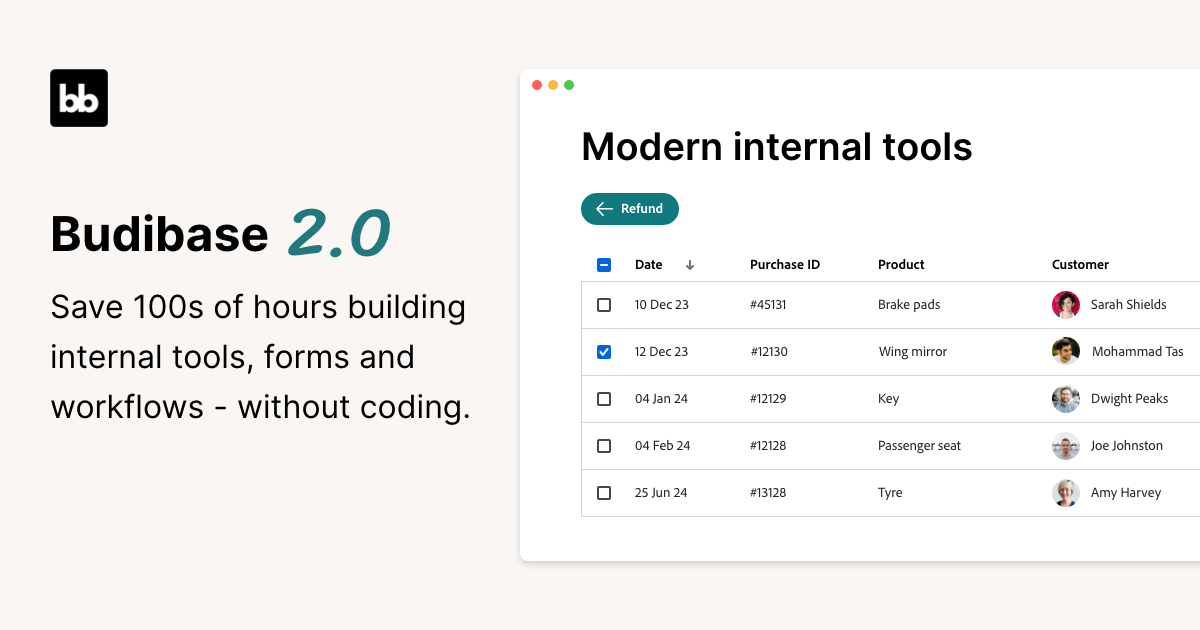 bb
Budibase 2.0
Save 100s of hours building
internal tools, forms and
workflows - without coding.
Modern internal tools
Refund
Date Purchase ID Product Customer
10 Dec 23 #45131 Brake pads Sarah Shields
12 Dec 23 #12130 Wing mirror Mohammad Tas
04 Jan 24 #12129 Key Dwight Peaks
04 Feb 24 #12128 Passenger seat Joe Johnston
25 Jun 24 #13128 Tyre Amy Harvey